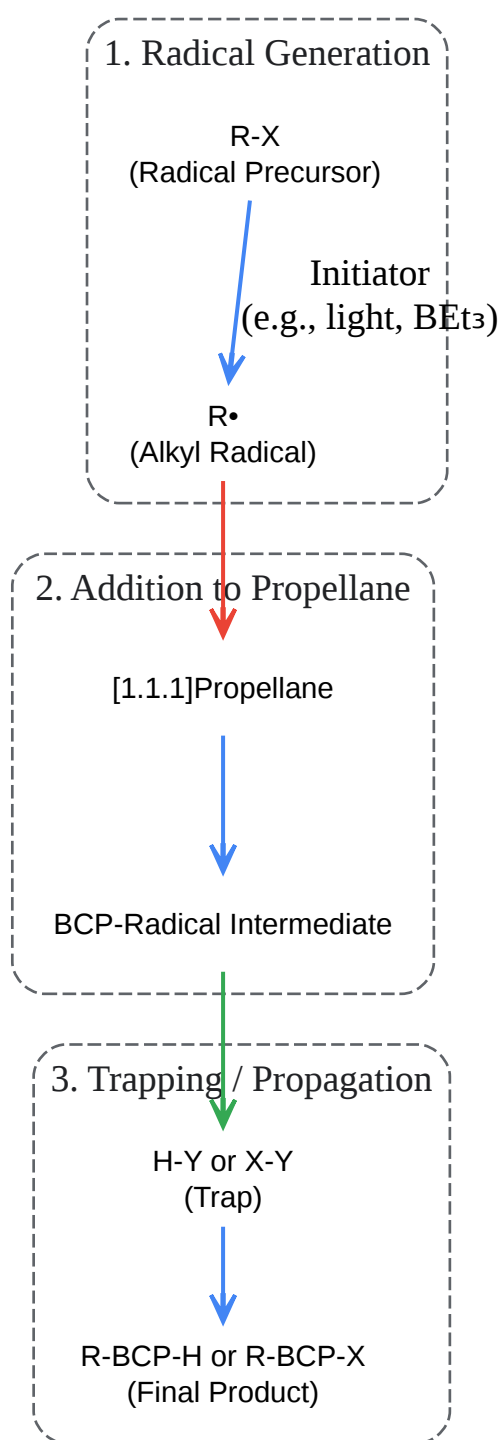 1. Radical Generation
R-X
(Radical Precursor)
Initiator
(e.g., light, BEt₃)
R•
(Alkyl Radical)
2. Addition to Propellane
[1.1.1]Propellane
BCP-Radical Intermediate
3. Trapping / Propagation
H-Y or X-Y
(Trap)
R-BCP-H or R-BCP-X
(Final Product)